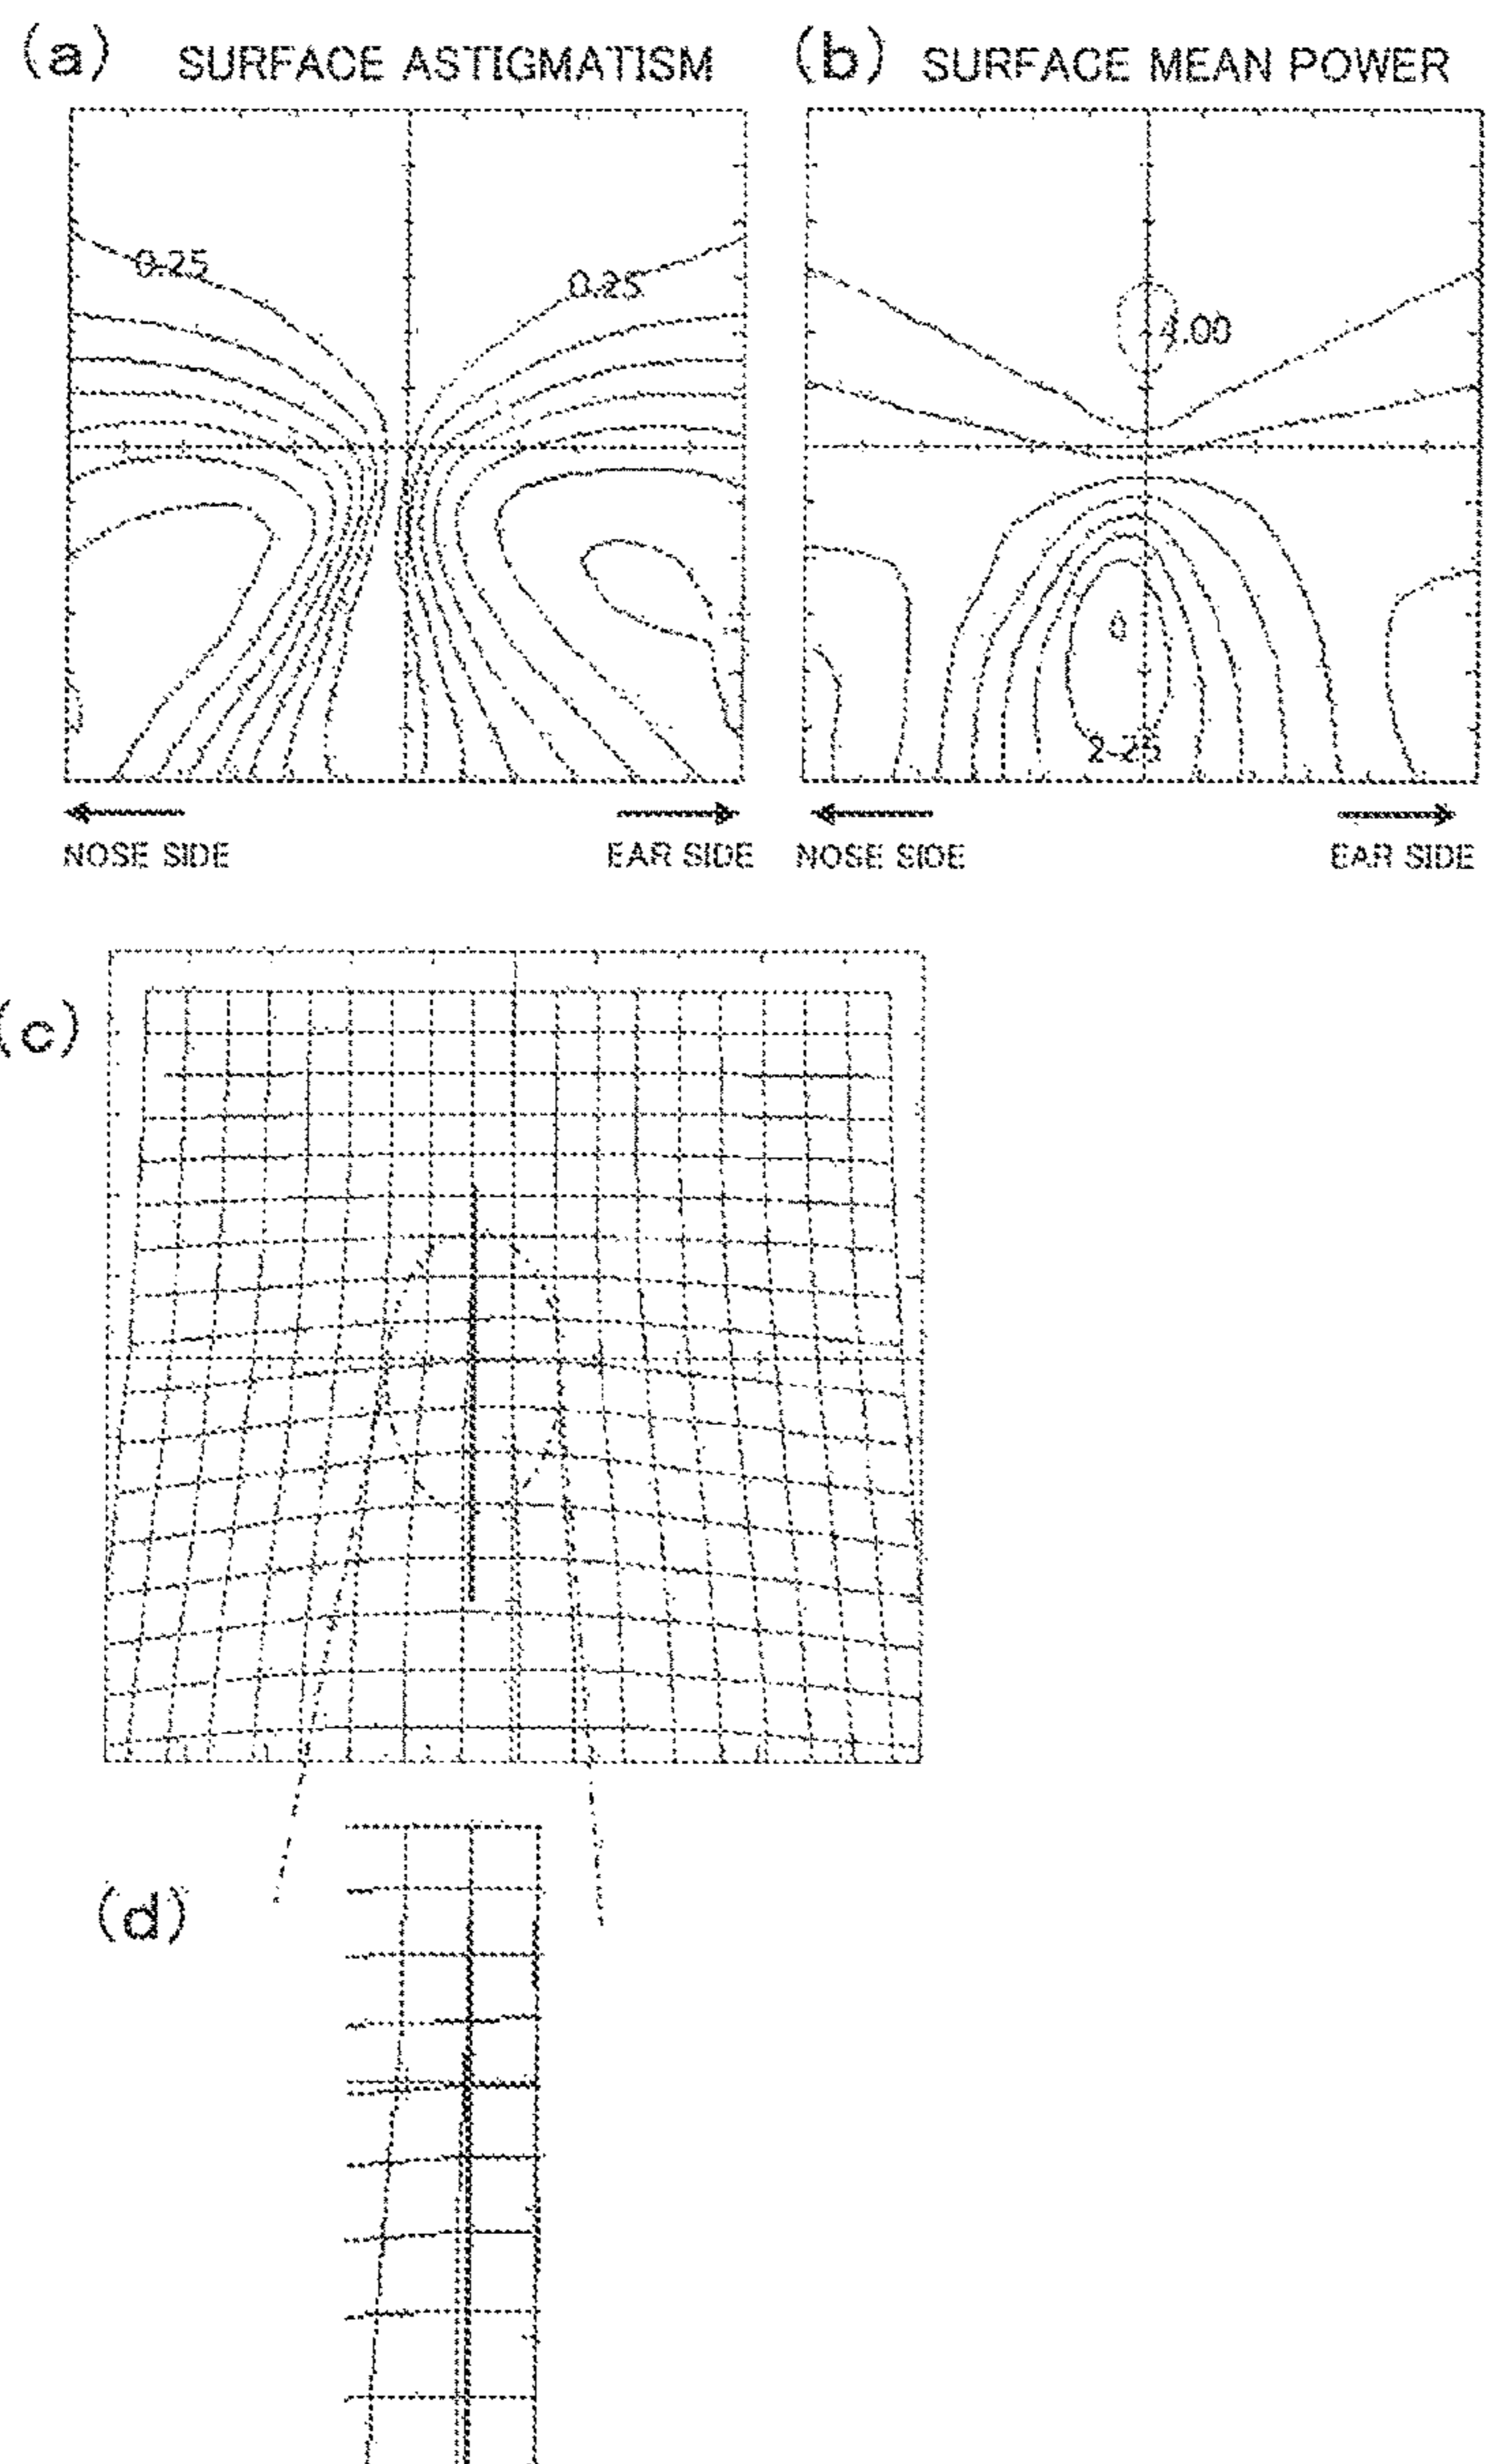 (a) SURFACE ASTIGMATISM
(b) SURFACE MEAN POWER
0.25
0.25
4.00
0
2.25
NOSE SIDE
EAR SIDE
NOSE SIDE
EAR SIDE
(c)
(d)